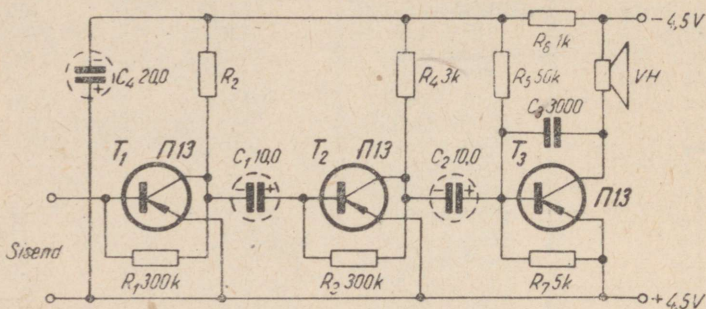 -4,5V
R6 1k
C4 20,0
R2
R4 3k
R5 50k
VH
C3 3000
T1 П13
C1 10,0
T2 П13
C2 10,0
T3
П13
Sisend
R1 300k
R3 300k
R7 5k
+4,5V